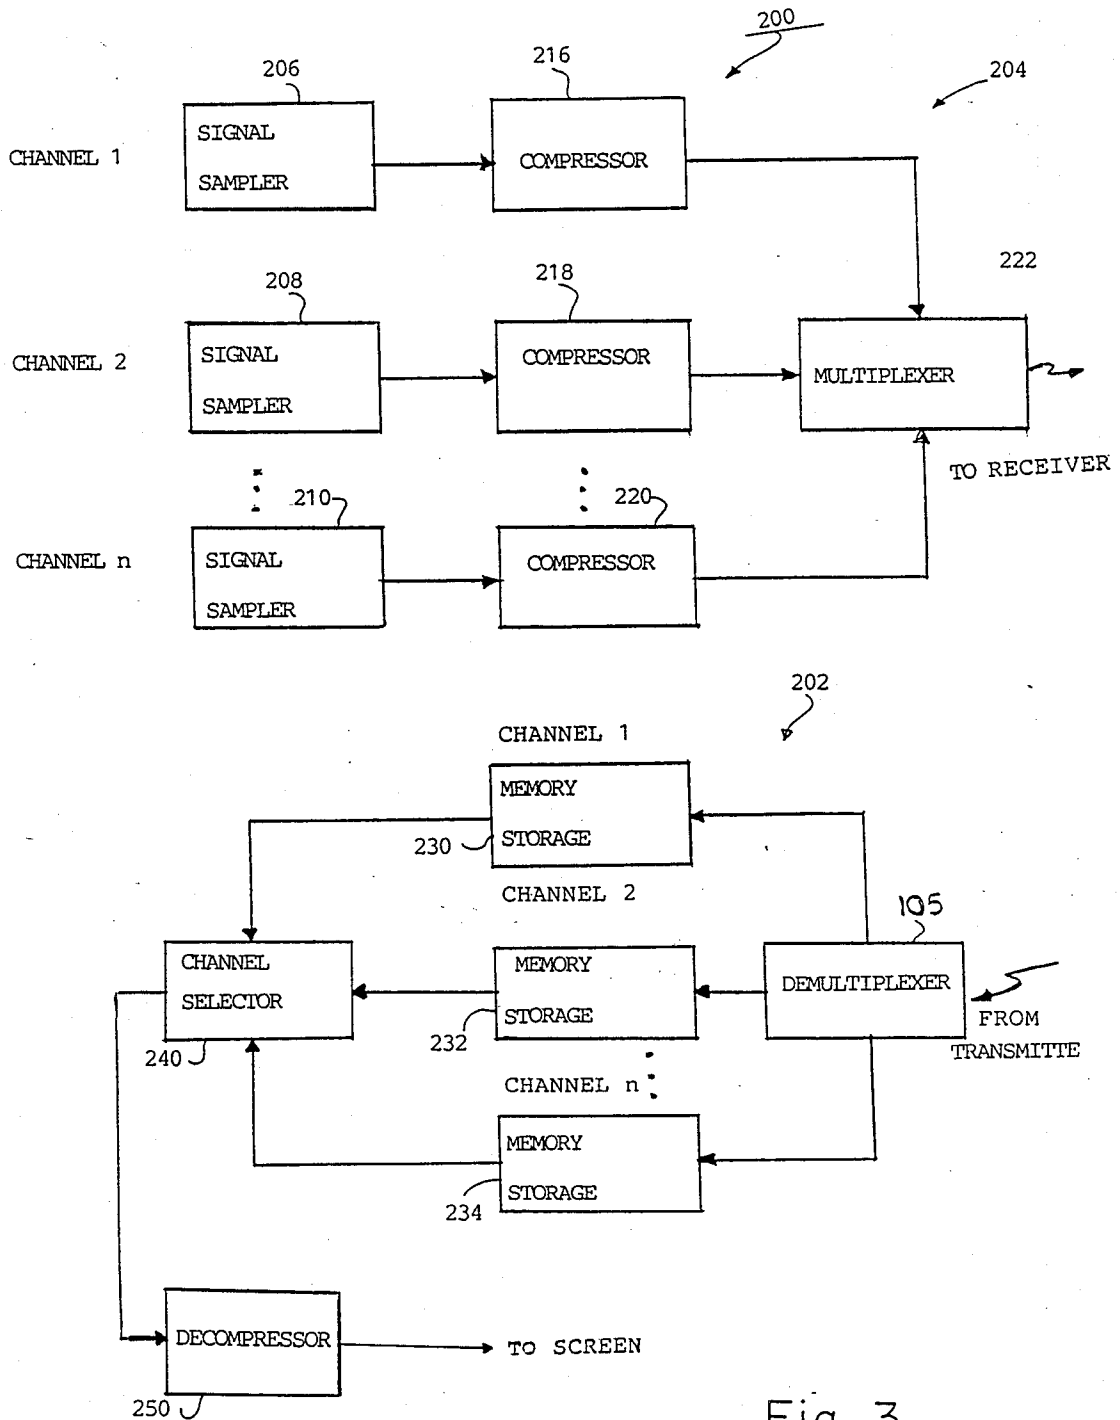 200
206
216
204
CHANNEL 1
SIGNAL
SAMPLER
COMPRESSOR
208
218
222
CHANNEL 2
SIGNAL
SAMPLER
COMPRESSOR
MULTIPLEXER
TO RECEIVER
210
220
CHANNEL n
SIGNAL
SAMPLER
COMPRESSOR
202
CHANNEL 1
MEMORY
STORAGE
230
CHANNEL 2
105
CHANNEL
SELECTOR
240
MEMORY
STORAGE
232
DEMULTIPLEXER
FROM
TRANSMITTE
CHANNEL n
MEMORY
STORAGE
234
DECOMPRESSOR
250
TO SCREEN
Fig. 3